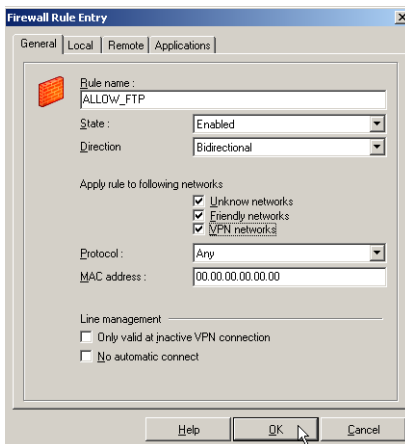 Firewall Rule Entry
General Local Remote Applications
Rule name :
ALLOW_FTP
State : Enabled
Direction Bidirectional
Apply rule to following networks
Unknow networks
Friendly networks
VPN networks
Protocol : Any
MAC address : 00.00.00.00.00.00
Line management
Only valid at inactive VPN connection
No automatic connect
Help OK Cancel